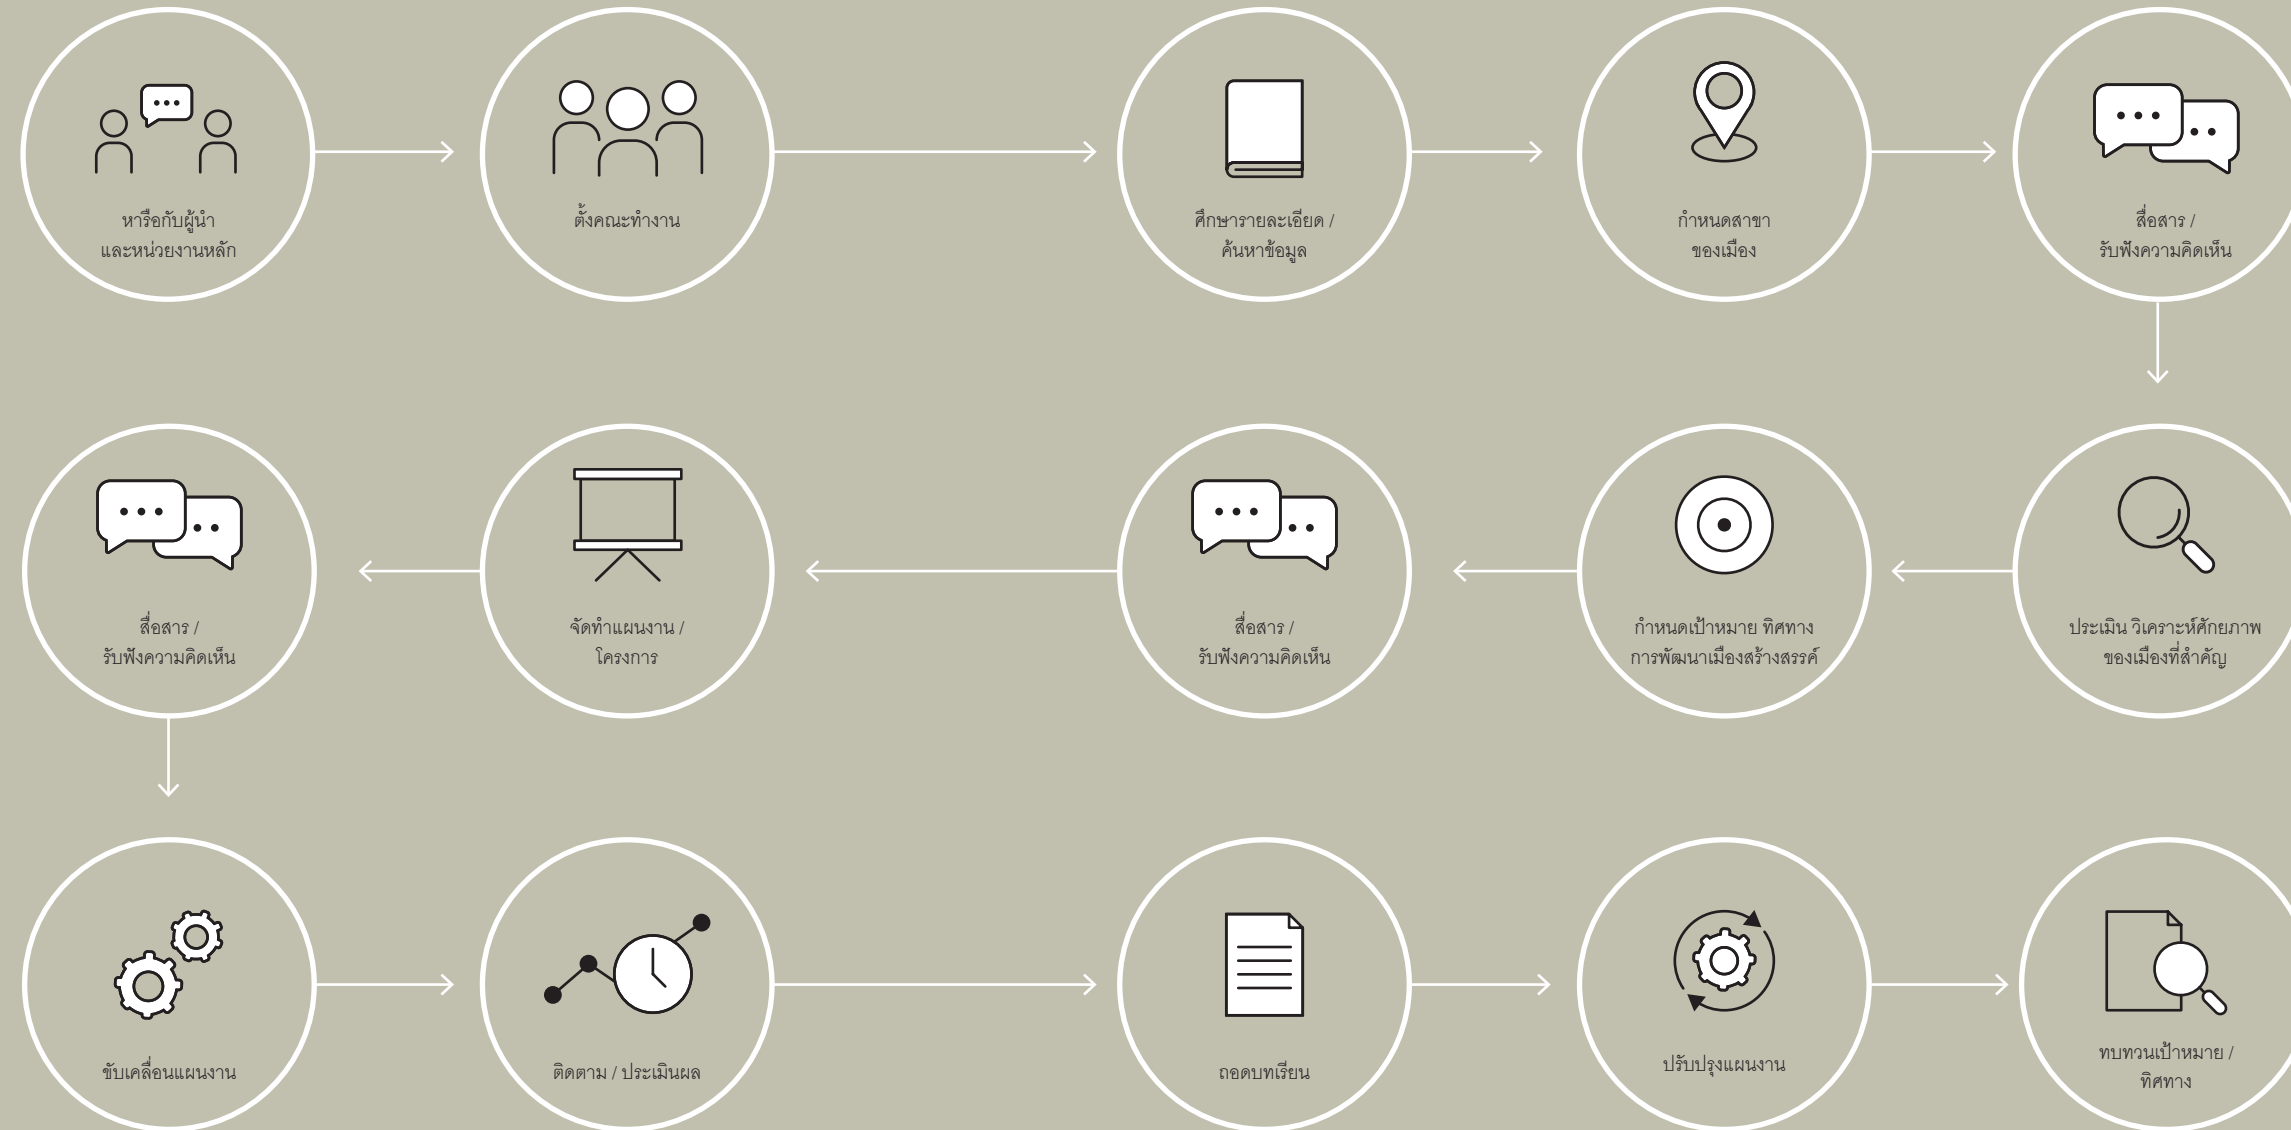 หารือกับผู้นำ
และหน่วยงานหลัก
ตั้งคณะทำงาน
ศึกษารายละเอียด /
ค้นหาข้อมูล
กำหนดสาขา
ของเมือง
สื่อสาร /
รับฟังความคิดเห็น
ประเมิน วิเคราะห์ศักยภาพ
ของเมืองที่สำคัญ
กำหนดเป้าหมาย ทิศทาง
การพัฒนาเมืองสร้างสรรค์
สื่อสาร /
รับฟังความคิดเห็น
จัดทำแผนงาน /
โครงการ
สื่อสาร /
รับฟังความคิดเห็น
ขับเคลื่อนแผนงาน
ติดตาม / ประเมินผล
ถอดบทเรียน
ปรับปรุงแผนงาน
ทบทวนเป้าหมาย /
ทิศทาง